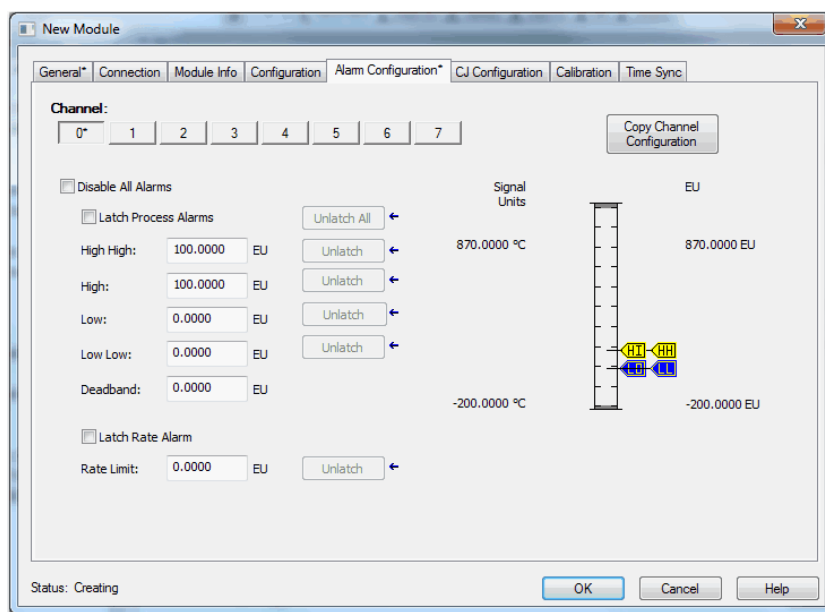 New Module
General* Connection Module Info Configuration Alarm Configuration* CJ Configuration Calibration Time Sync
Channel:
0* 1 2 3 4 5 6 7
Copy Channel Configuration
Disable All Alarms
Signal Units
EU
Latch Process Alarms Unlatch All
High High: 100.0000 EU Unlatch
870.0000 °C
870.0000 EU
High: 100.0000 EU Unlatch
Low: 0.0000 EU Unlatch
Low Low: 0.0000 EU Unlatch
HI HH
LO LL
Deadband: 0.0000 EU
-200.0000 °C
-200.0000 EU
Latch Rate Alarm
Rate Limit: 0.0000 EU Unlatch
Status: Creating
OK Cancel Help